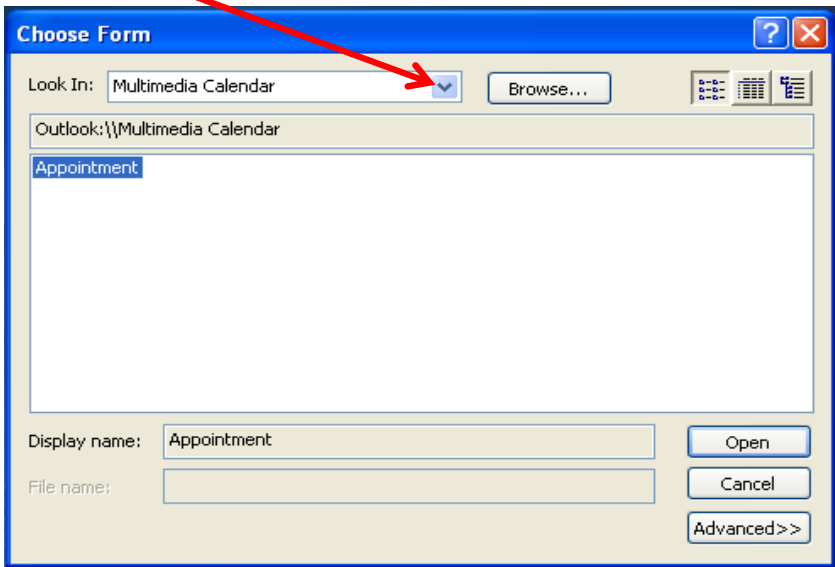 Choose Form
Look In: Multimedia Calendar Browse...
Outlook:\\Multimedia Calendar
Appointment
Display name: Appointment Open
File name: Cancel
Advanced>>